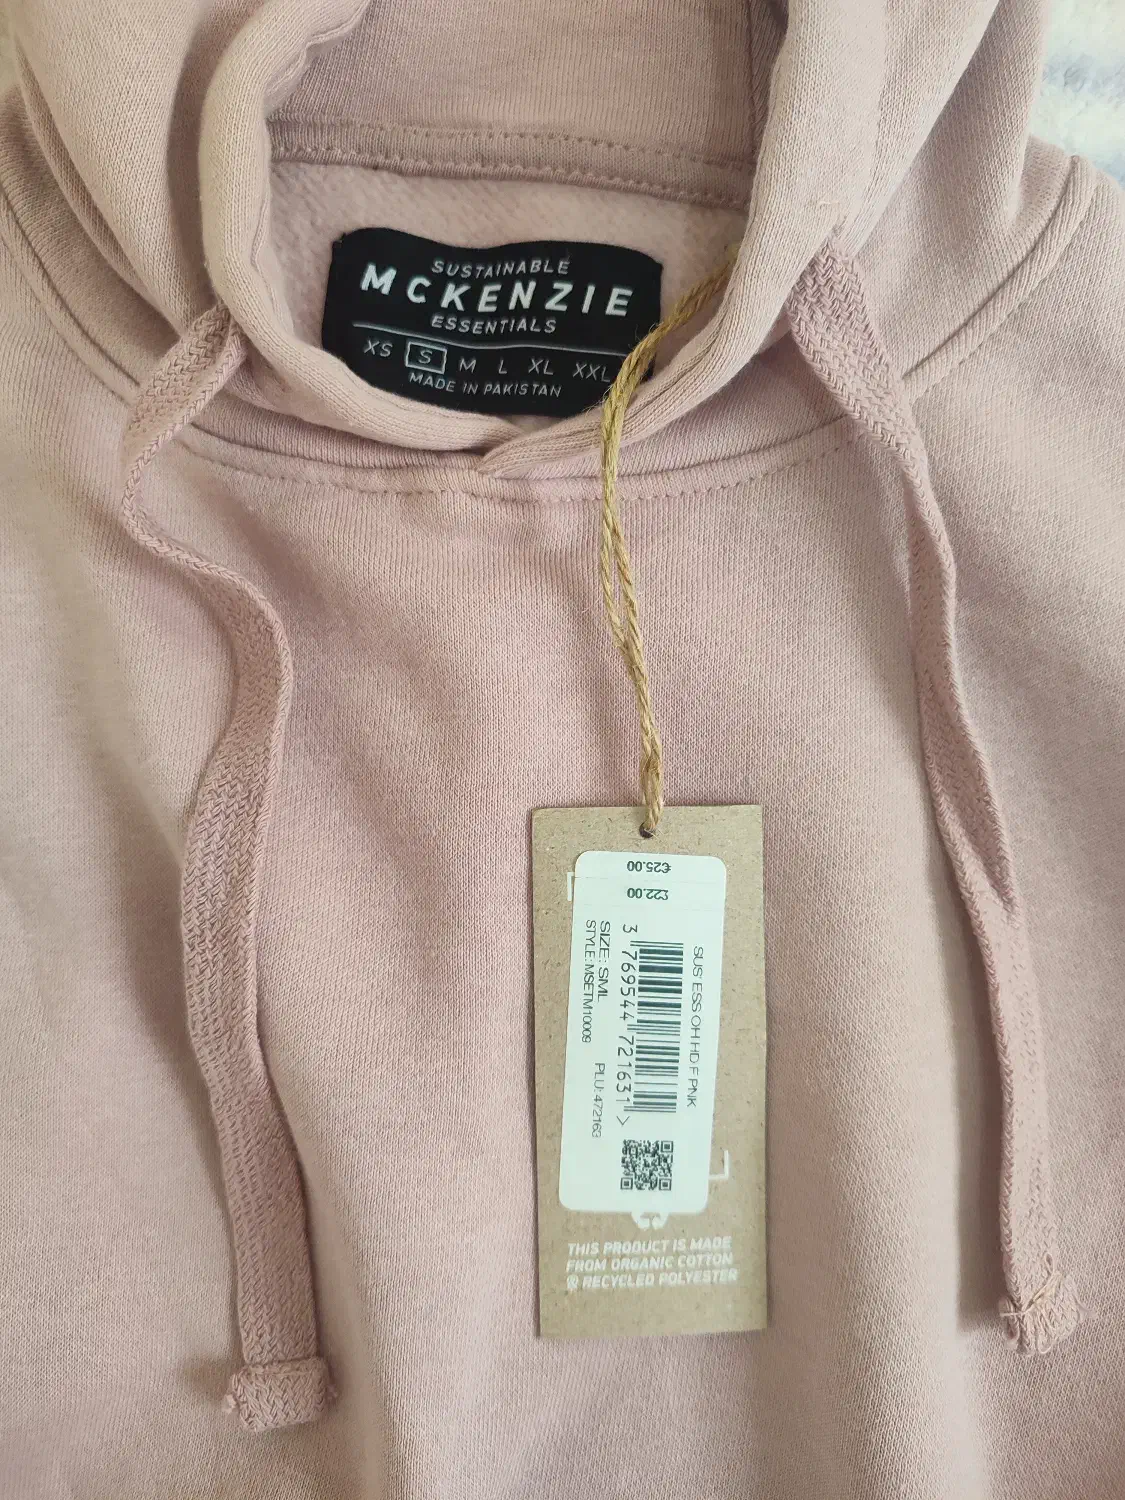 SUSTAINABLE
MCKENZIE
ESSENTIALS
XS S M L XL XXL
MADE IN PAKISTAN
€25.00
£22.00
SUS' ESS OH HD F PNK
3 769544 721631 >
SIZE: SML PLU: 472163
STYLE: MSETM10009
THIS PRODUCT IS MADE
FROM ORGANIC COTTON
& RECYCLED POLYESTER